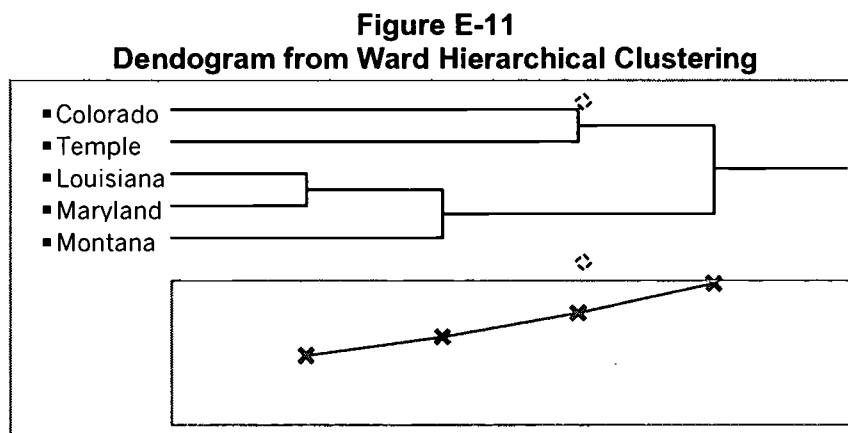 Figure E-11
Dendogram from Ward Hierarchical Clustering
▪Colorado
▪Temple
▪Louisiana
▪Maryland
▪Montana